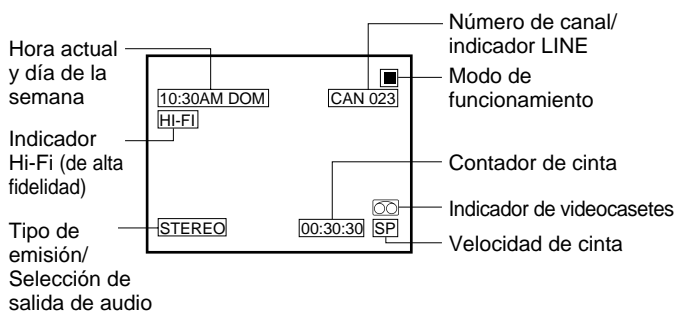 Hora actual
y día de la
semana
Indicador
Hi-Fi (de alta
fidelidad)
Tipo de
emisión/
Selección de
salida de audio
10:30AM DOM
CAN 023
HI-FI
STEREO
00:30:30
SP
Número de canal/
indicador LINE
Modo de
funcionamiento
Contador de cinta
Indicador de videocasetes
Velocidad de cinta